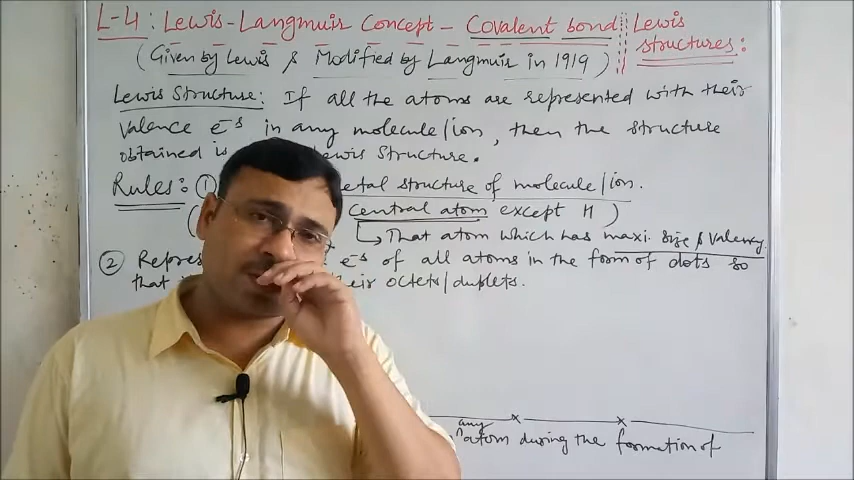 L-4 : Lewis-Langmuir Concept - Covalent bond
Lewis structures :
( Given by Lewis & Modified by Langmuir in 1919 )
Lewis Structure: If all the atoms are represented with their
valence e⁻s in any molecule/ion, then the structure
obtained is Lewis Structure.
Rules: ① structure of molecule/ion.
( Central atom except H )
↳ That atom which has maxi. size & valency.
② e⁻s of all atoms in the form of dots so
that octets/duplets.
any
atom during the formation of